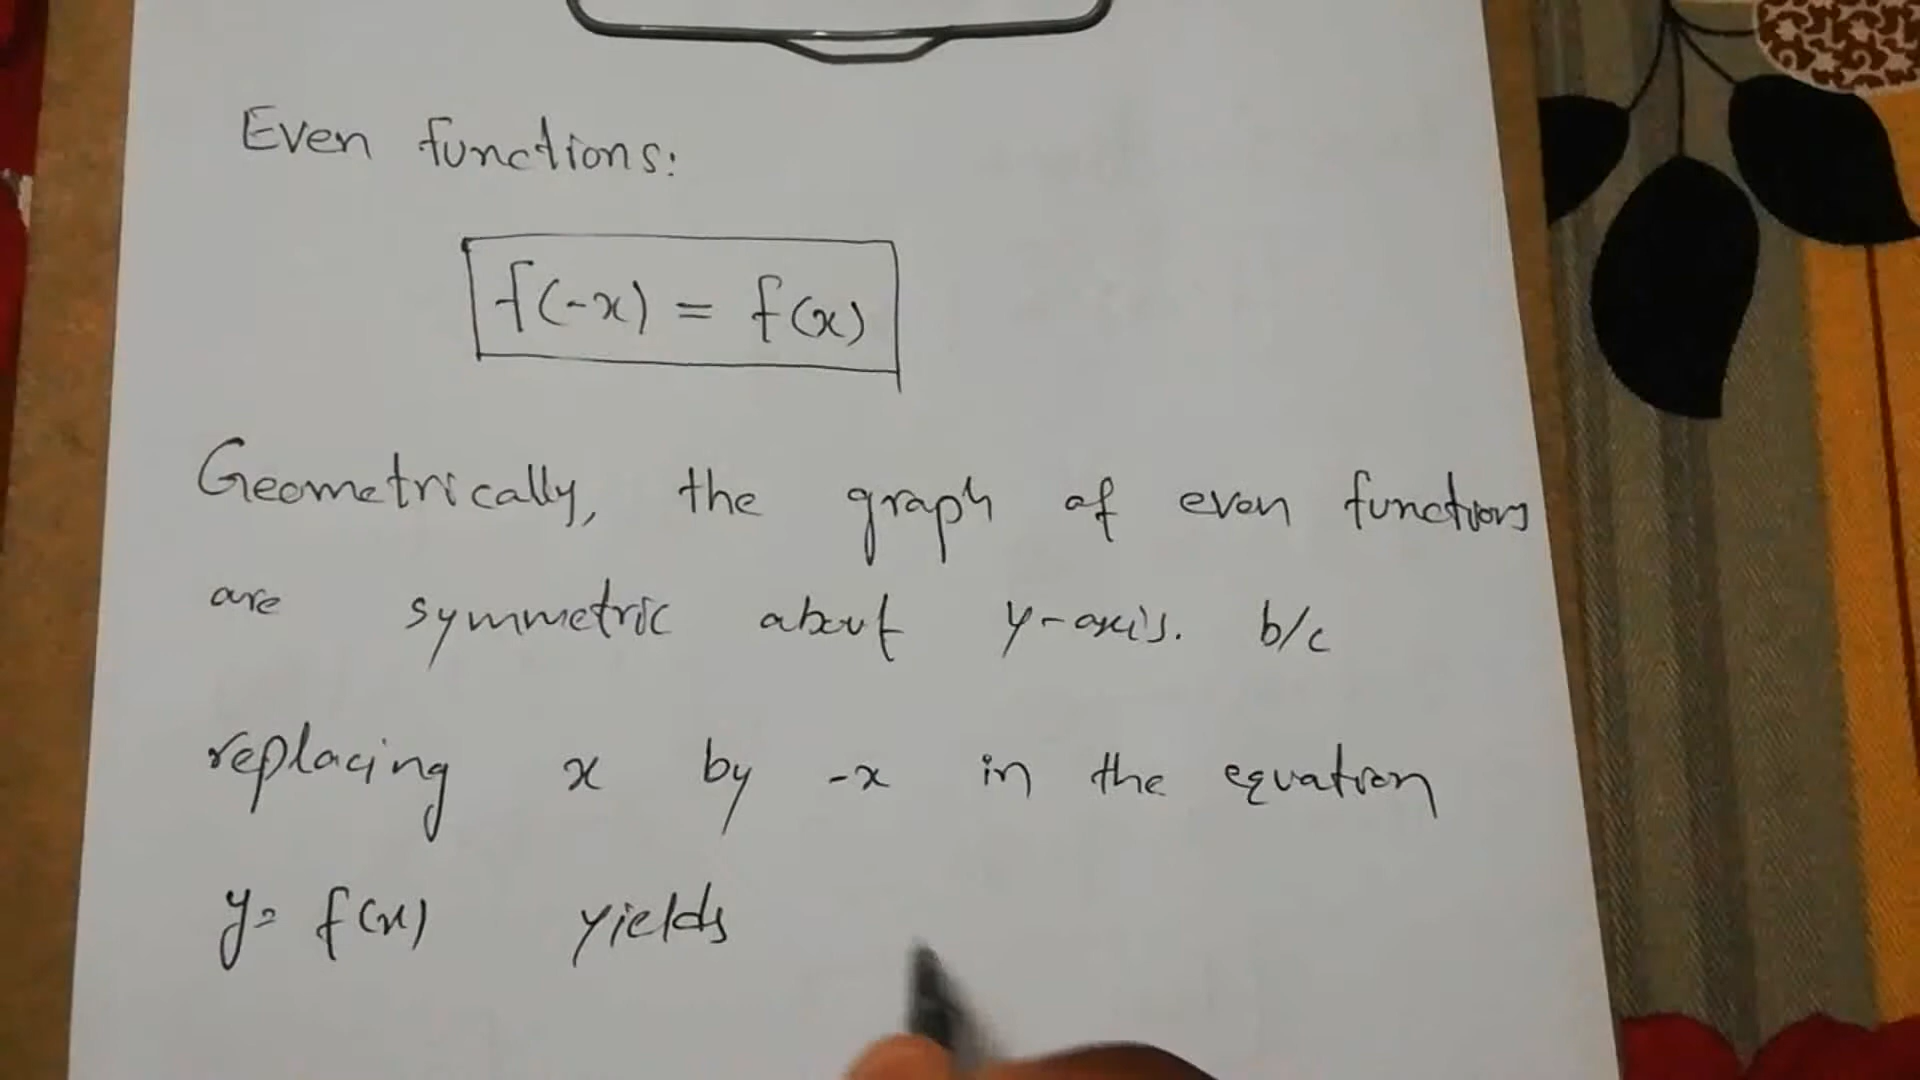 Even functions:
f(-x) = f(x)
Geometrically, the graph of even functions
are symmetric about y-axis. b/c
replacing x by -x in the equation
y= f(x) yields